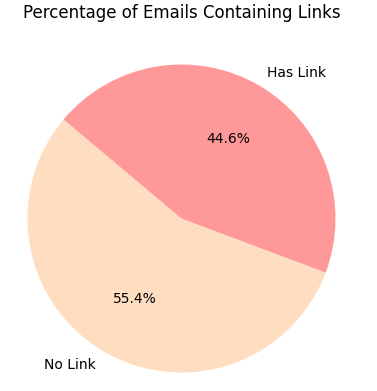 Percentage of Emails Containing Links
Has Link
44.6%
55.4%
No Link